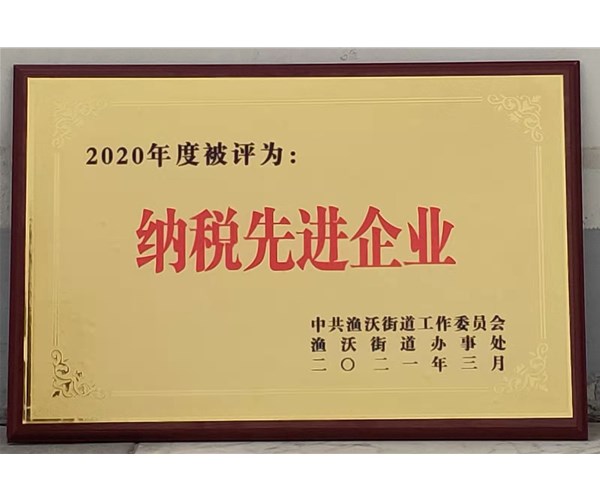 2020年度被评为：
纳税先进企业
中共渔沃街道工作委员会
渔沃街道办事处
二〇二一年三月